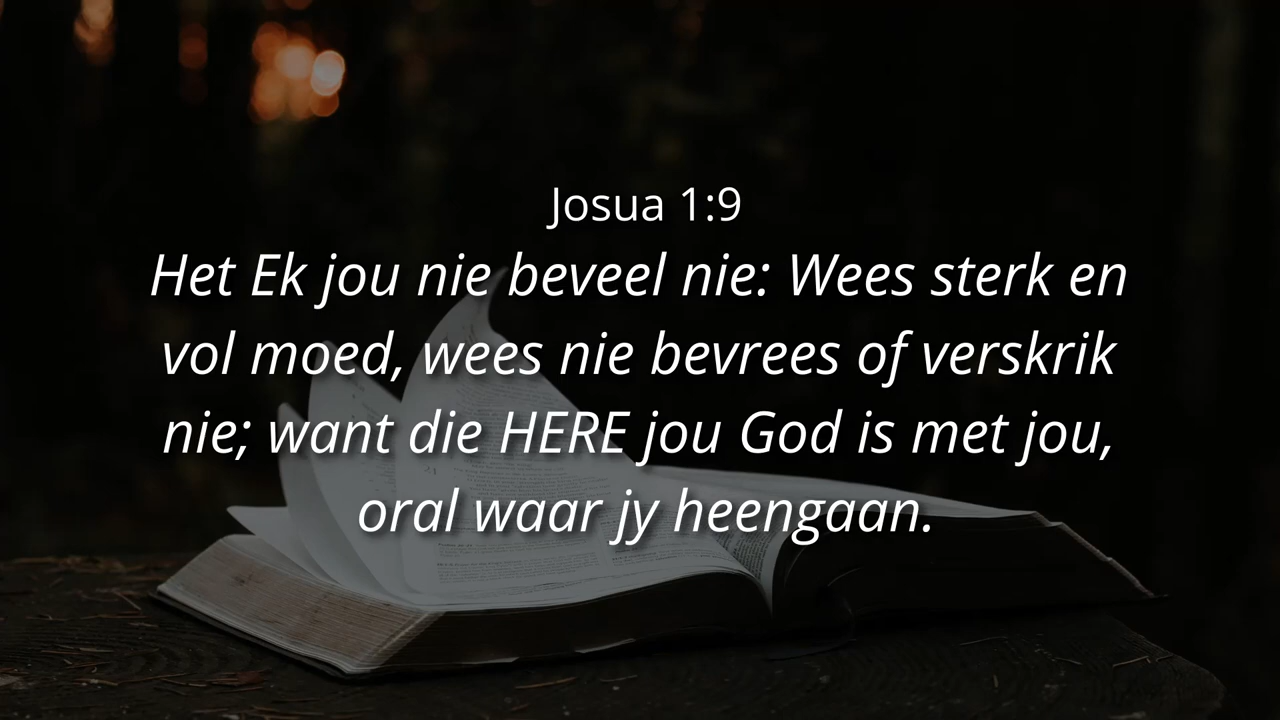 Josua 1:9
Het Ek jou nie beveel nie: Wees sterk en
vol moed, wees nie bevrees of verskrik
nie; want die HERE jou God is met jou,
oral waar jy heengaan.